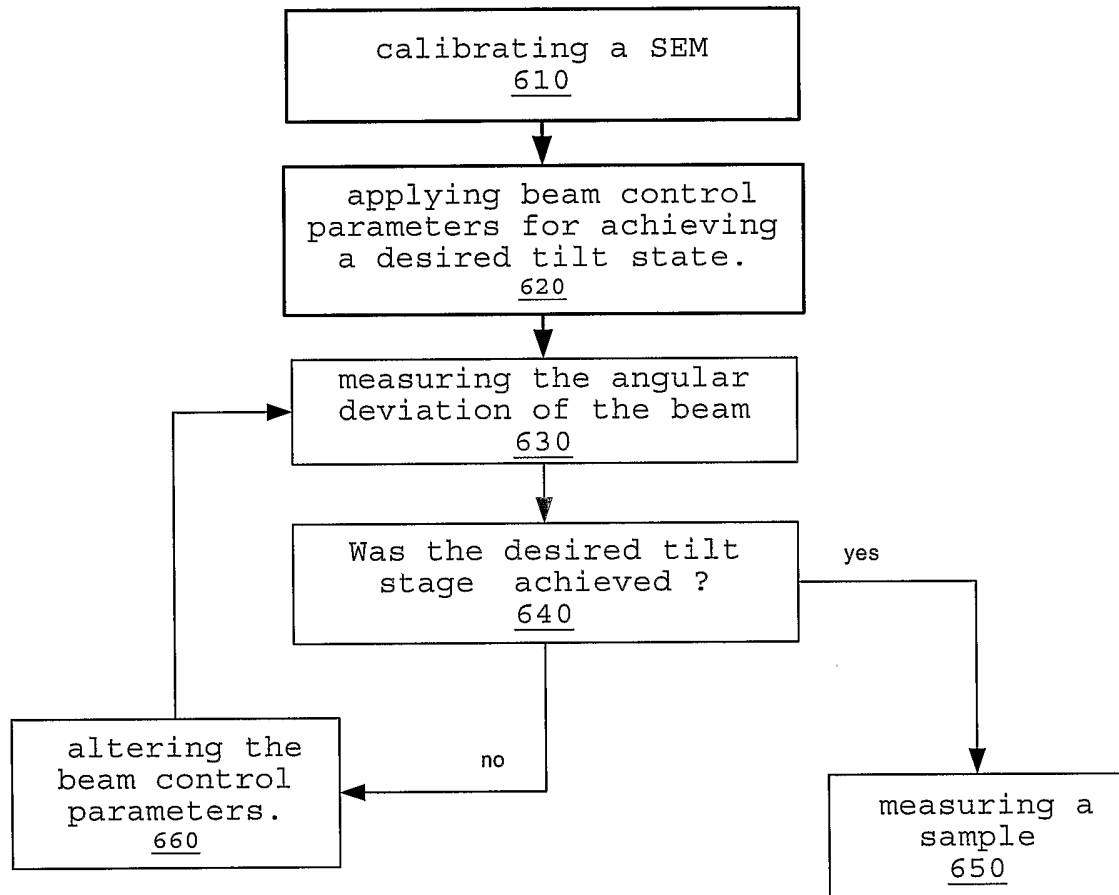 calibrating a SEM
610
applying beam control
parameters for achieving
a desired tilt state.
620
measuring the angular
deviation of the beam
630
Was the desired tilt
stage achieved ?
640
yes
no
altering the
beam control
parameters.
660
measuring a
sample
650